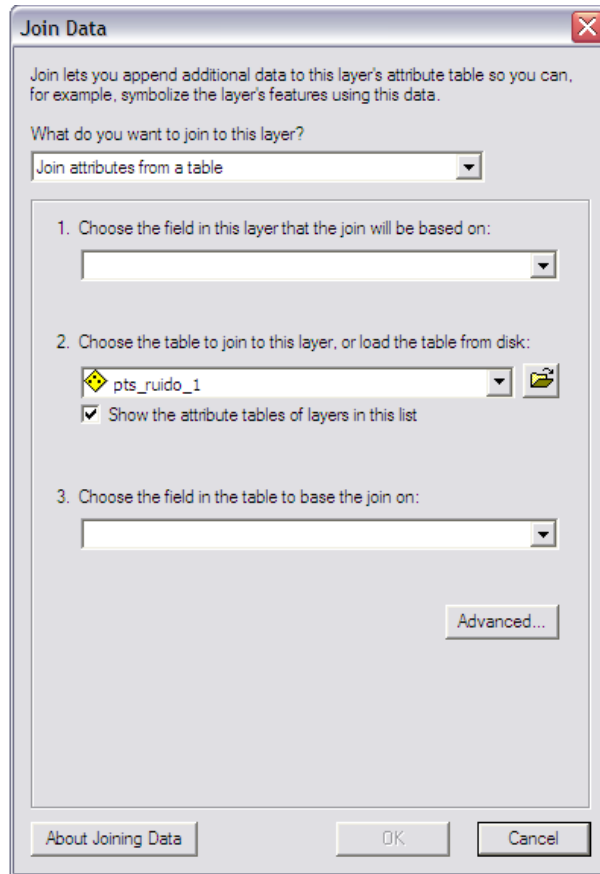 Join Data
Join lets you append additional data to this layer's attribute table so you can,
for example, symbolize the layer's features using this data.
What do you want to join to this layer?
Join attributes from a table
1. Choose the field in this layer that the join will be based on:
2. Choose the table to join to this layer, or load the table from disk:
pts_ruido_1
Show the attribute tables of layers in this list
3. Choose the field in the table to base the join on:
Advanced...
About Joining Data
OK
Cancel